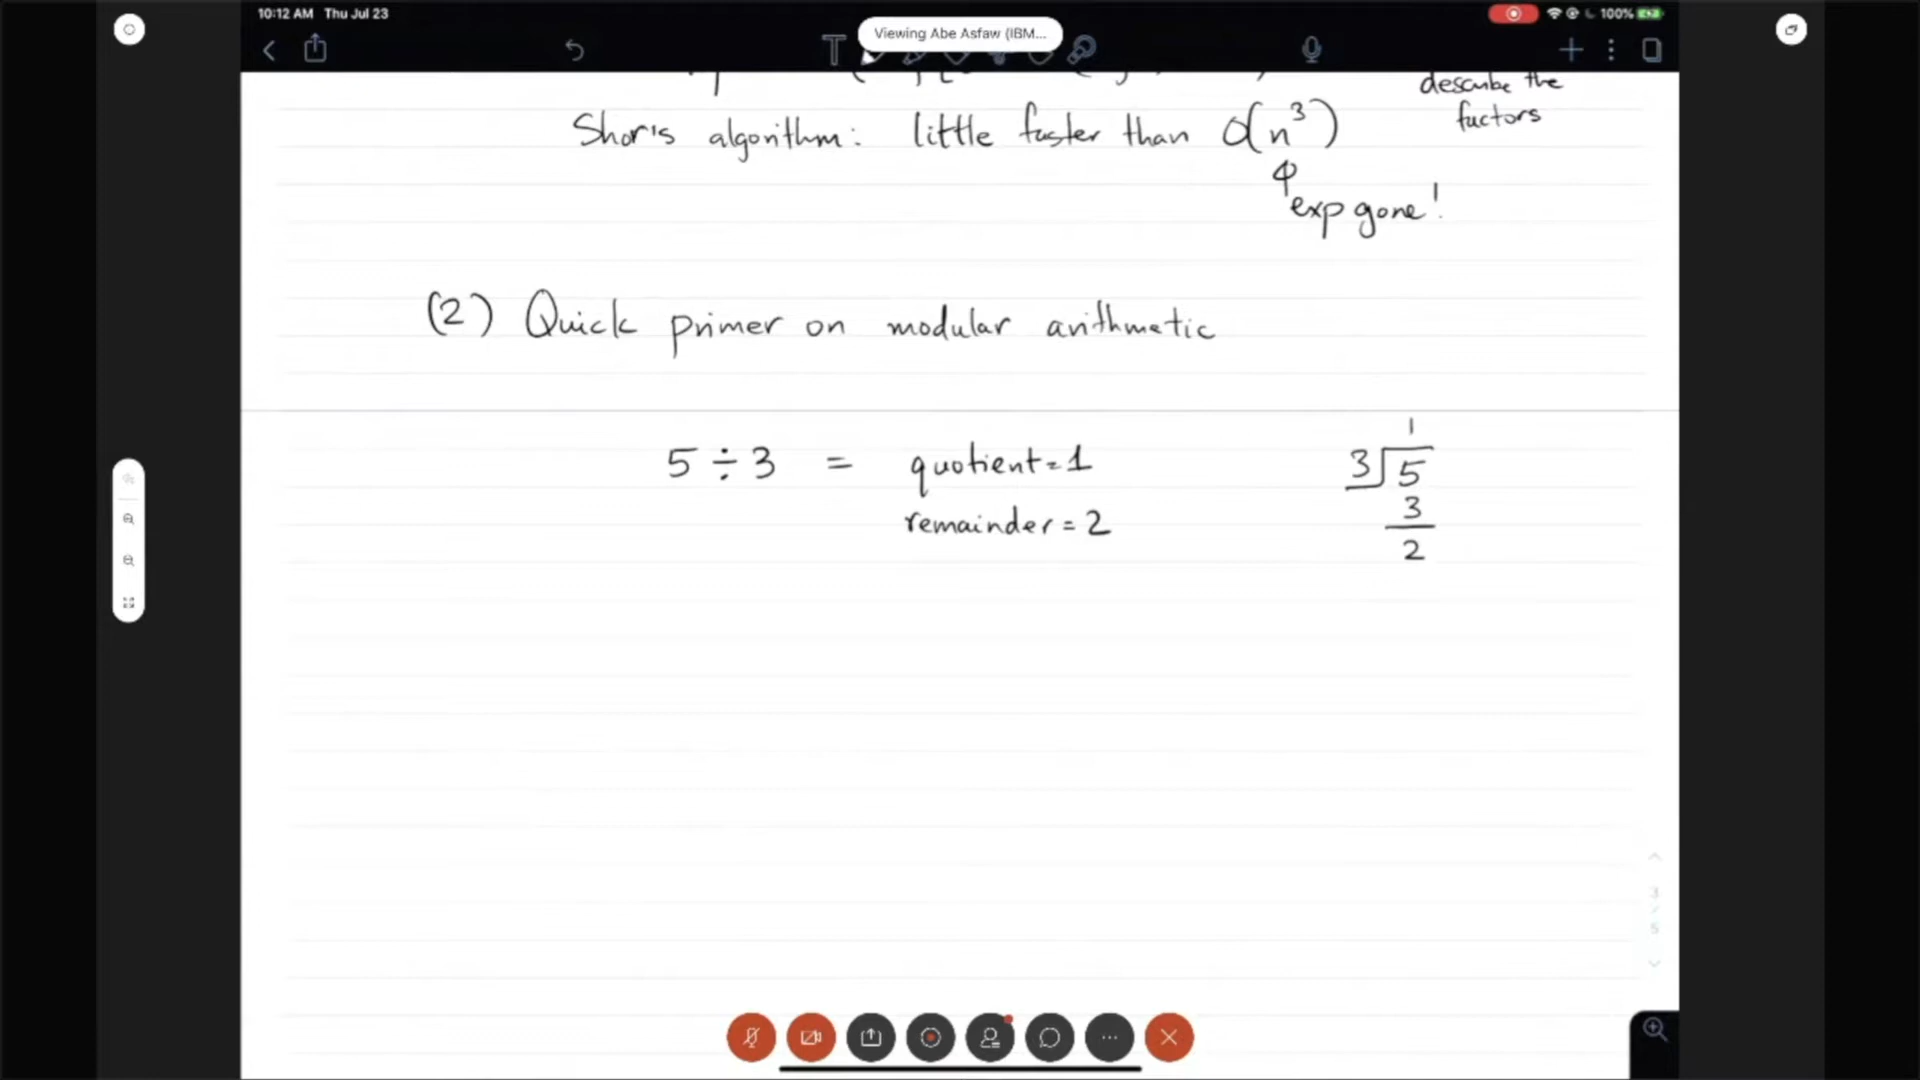 10:12 AM Thu Jul 23
100%
Viewing Abe Asfaw (IBM...
describe the
factors
Shor's algorithm: little faster than O(n³)
exp gone!
(2) Quick primer on modular arithmetic
5 ÷ 3 = quotient = 1
remainder = 2
1
3 5
3
2
3
5